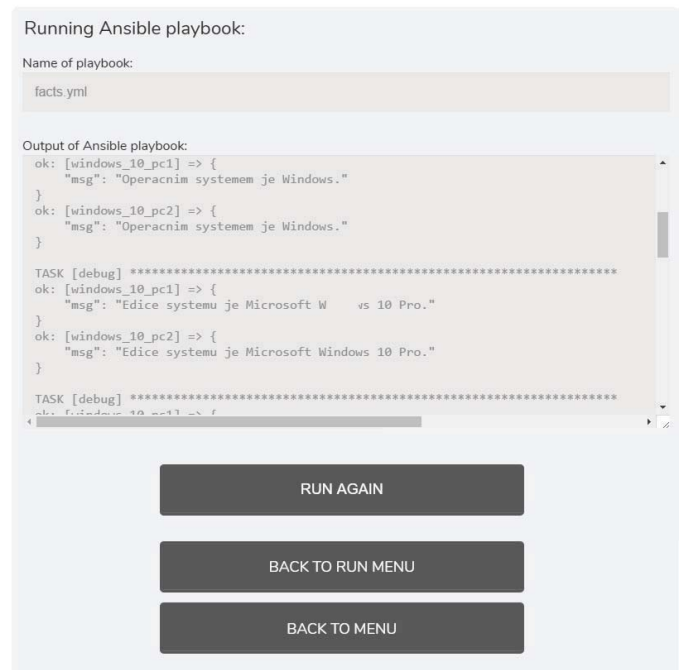 Running Ansible playbook:
Name of playbook:
facts.yml
Output of Ansible playbook:
ok: [windows_10_pc1] => {
"msg": "Operacnim systemem je Windows."
}
ok: [windows_10_pc2] => {
"msg": "Operacnim systemem je Windows."
}
TASK [debug] *******************************************************************
ok: [windows_10_pc1] => {
"msg": "Edice systemu je Microsoft W vs 10 Pro."
}
ok: [windows_10_pc2] => {
"msg": "Edice systemu je Microsoft Windows 10 Pro."
}
TASK [debug] *******************************************************************
ok: [windows_10_pc1] => {
RUN AGAIN
BACK TO RUN MENU
BACK TO MENU